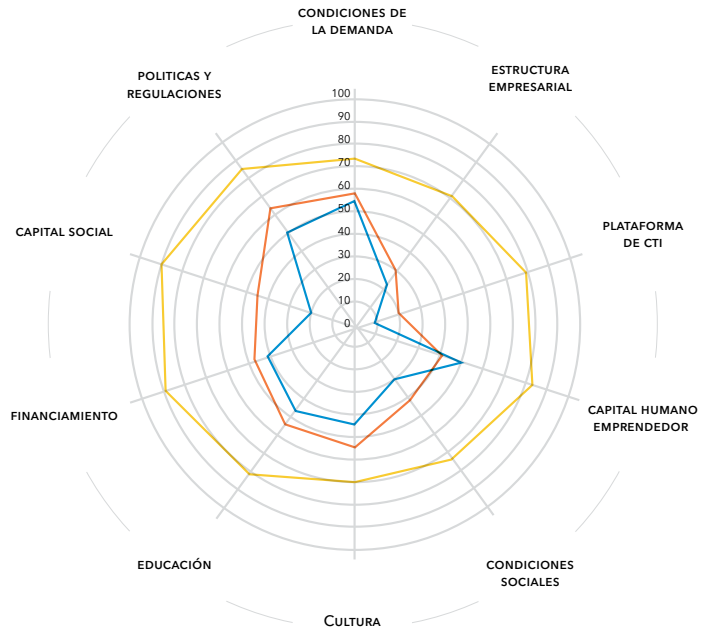 CONDICIONES DE
LA DEMANDA
ESTRUCTURA
EMPRESARIAL
POLITICAS Y
REGULACIONES
100
90
80
70
60
50
40
30
20
10
0
PLATAFORMA
DE CTI
CAPITAL SOCIAL
CAPITAL HUMANO
EMPRENDEDOR
FINANCIAMIENTO
EDUCACIÓN
CONDICIONES
SOCIALES
CULTURA